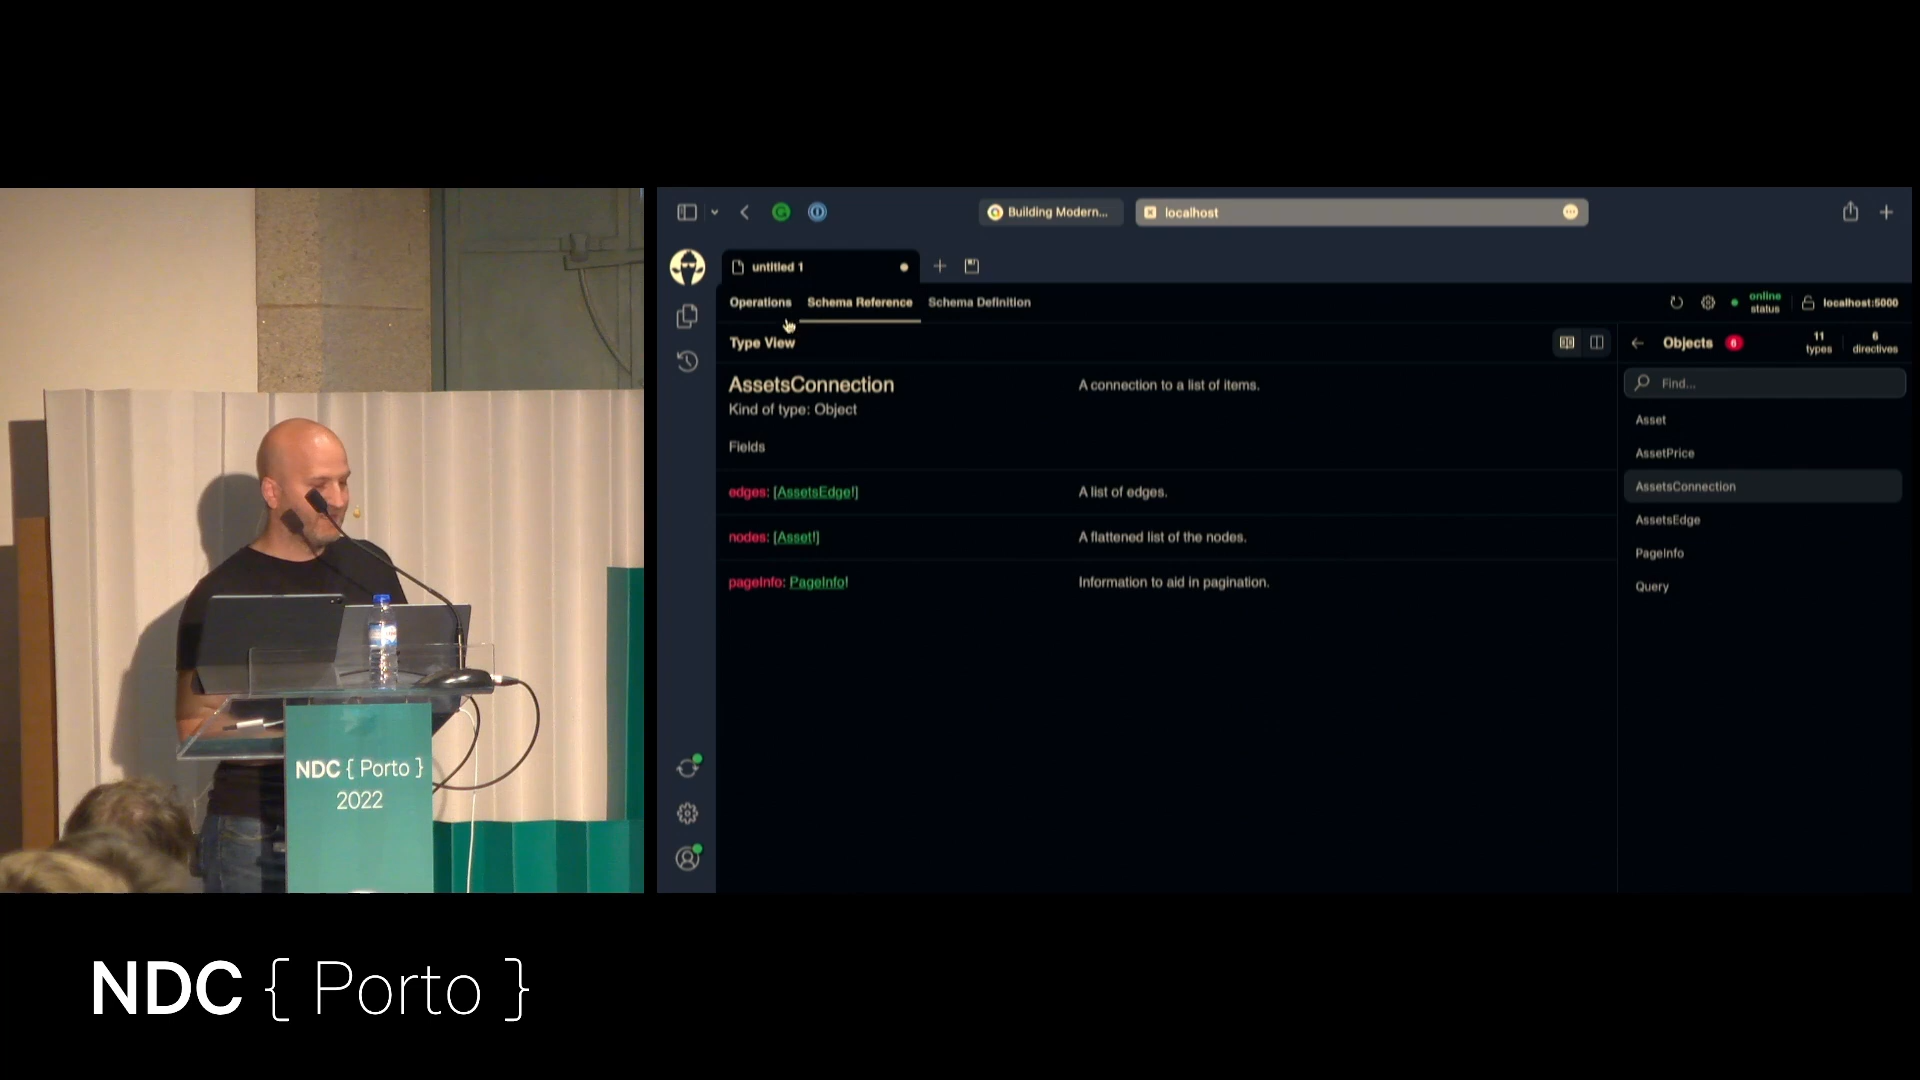 Building Modern...
localhost
untitled 1
Operations
Schema Reference
Schema Definition
online
status
localhost:5000
Type View
Objects
6
11
types
6
directives
Find...
AssetsConnection
A connection to a list of items.
Kind of type: Object
Fields
edges: [AssetsEdge!]
A list of edges.
nodes: [Asset!]
A flattened list of the nodes.
pageInfo: PageInfo!
Information to aid in pagination.
Asset
AssetPrice
AssetsConnection
AssetsEdge
PageInfo
Query
NDC { Porto }
2022
NDC { Porto }